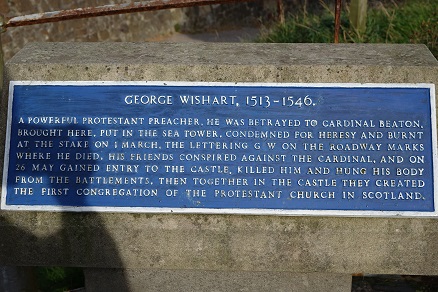 GEORGE WISHART, 1513-1546.
A POWERFUL PROTESTANT PREACHER, HE WAS BETRAYED TO CARDINAL BEATON,
BROUGHT HERE, PUT IN THE SEA TOWER, CONDEMNED FOR HERESY AND BURNT
AT THE STAKE ON 1 MARCH, THE LETTERING G W ON THE ROADWAY MARKS
WHERE HE DIED, HIS FRIENDS CONSPIRED AGAINST THE CARDINAL, AND ON
26 MAY GAINED ENTRY TO THE CASTLE, KILLED HIM AND HUNG HIS BODY
FROM THE BATTLEMENTS, THEN TOGETHER IN THE CASTLE THEY CREATED
THE FIRST CONGREGATION OF THE PROTESTANT CHURCH IN SCOTLAND.